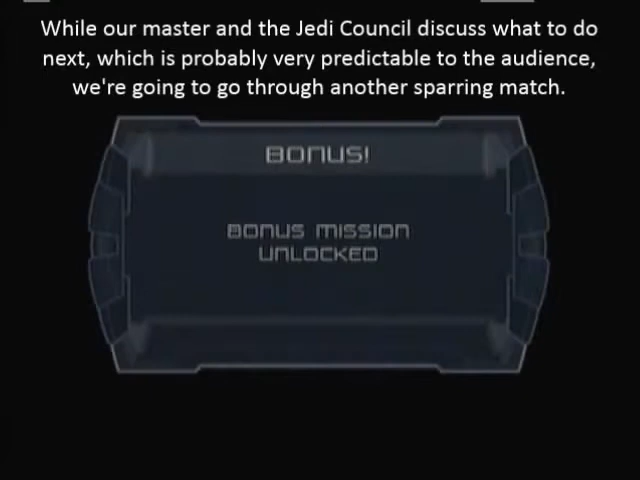 While our master and the Jedi Council discuss what to do
next, which is probably very predictable to the audience,
we're going to go through another sparring match.
BONUS!
BONUS MISSION
UNLOCKED